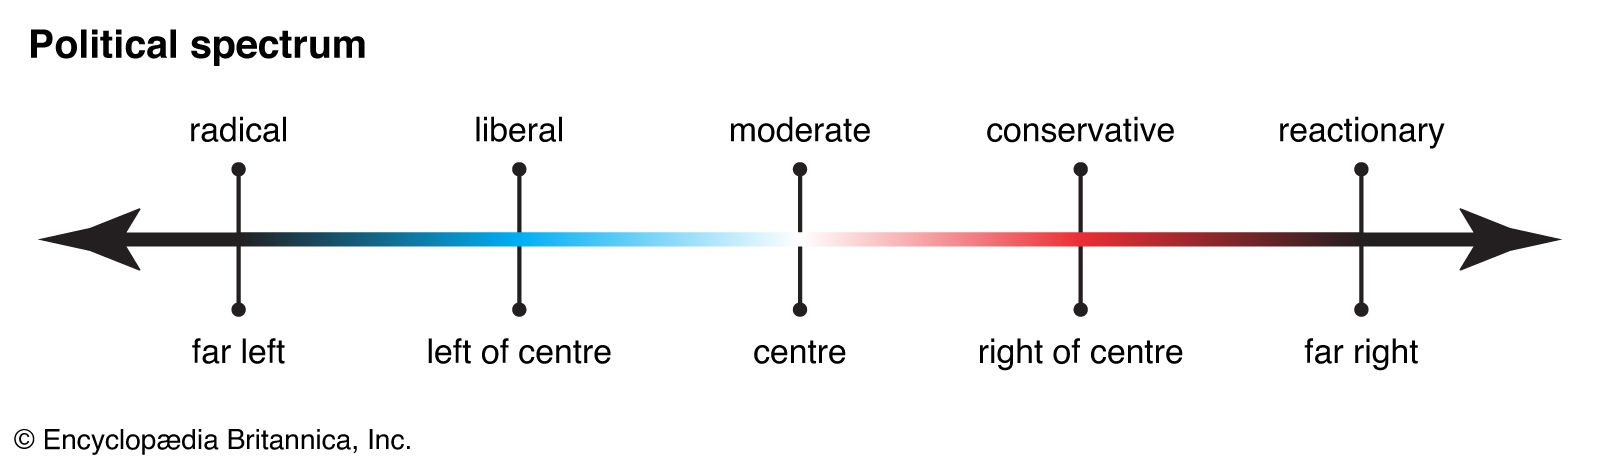 Political spectrum
radical liberal moderate conservative reactionary
far left left of centre centre right of centre far right
© Encyclopædia Britannica, Inc.